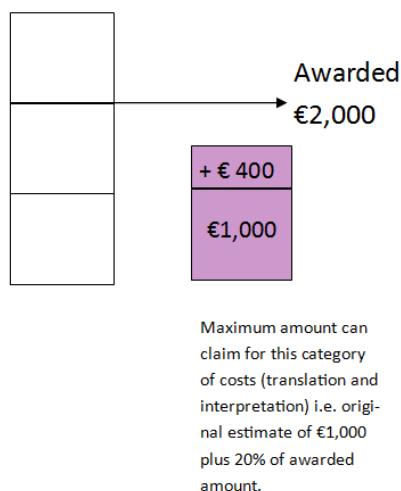 Awarded
€2,000
+ € 400
€1,000
Maximum amount can
claim for this category
of costs (translation and
interpretation) i.e. origi-
nal estimate of €1,000
plus 20% of awarded
amount.